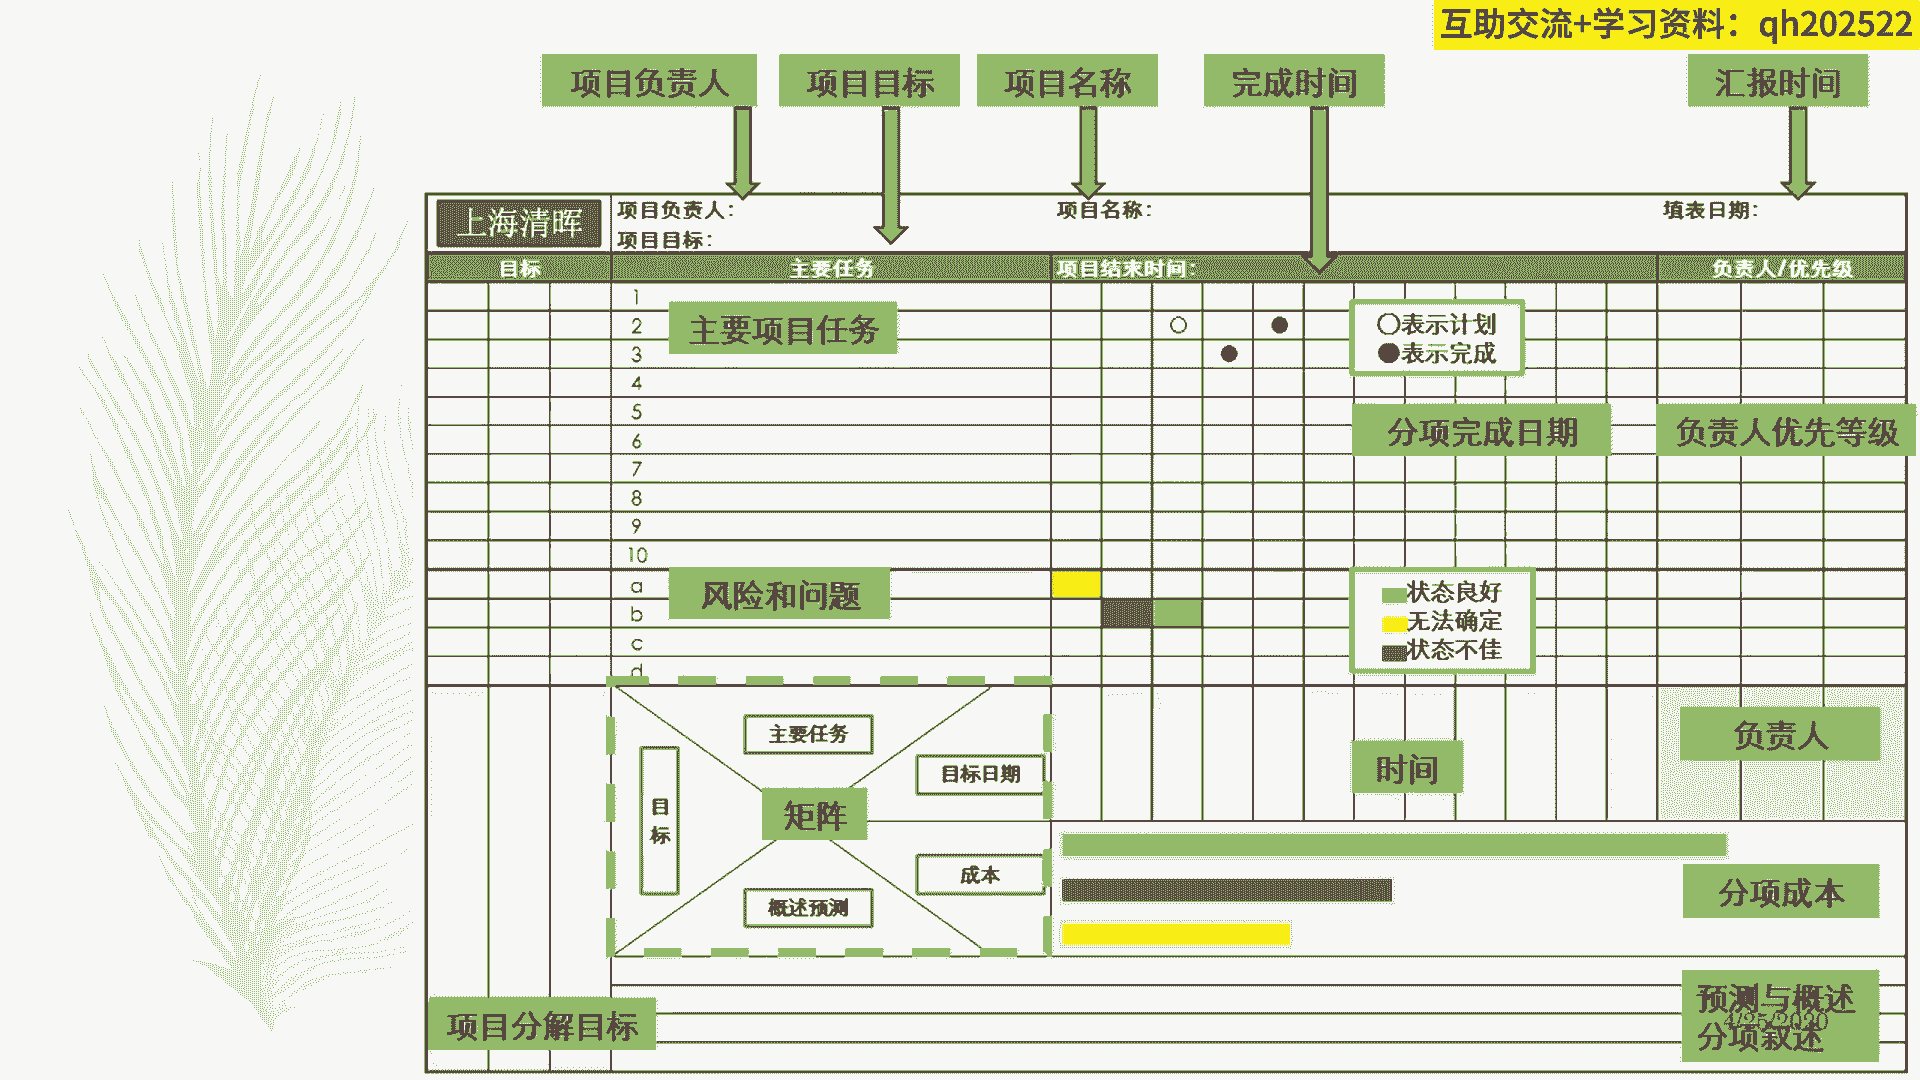 互助交流+学习资料：qh202522
项目负责人
项目目标
项目名称
完成时间
汇报时间
上海清晖
项目负责人：
项目名称：
填表日期：
项目目标：
目标
主要任务
项目结束时间：
负责人/优先级
1
2
3
4
5
6
7
8
9
10
a
b
c
d
主要项目任务
○表示计划
●表示完成
分项完成日期
负责人优先等级
风险和问题
状态良好
无法确定
状态不佳
主要任务
目标日期
目标
矩阵
成本
概述预测
时间
负责人
分项成本
项目分解目标
预测与概述
4/25/2020
分项叙述